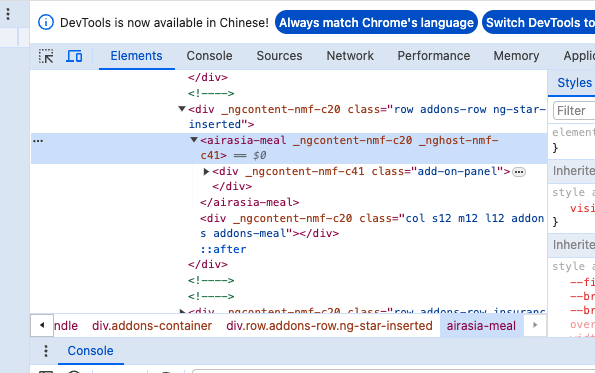 DevTools is now available in Chinese!
Always match Chrome's language
Switch DevTools to
Elements
Console
Sources
Network
Performance
Memory
Applic
</div>
<!---->
<div _ngcontent-nmf-c20 class="row addons-row ng-star-
inserted">
<airasia-meal _ngcontent-nmf-c20 _nghost-nmf-
c41> == $0
<div _ngcontent-nmf-c41 class="add-on-panel">
</div>
</airasia-meal>
<div _ngcontent-nmf-c20 class="col s12 m12 l12 addon
s addons-meal"></div>
::after
</div>
<!---->
<!---->
<div _ngcontent-nmf-c20 class="row addons-row insuranc
Styles
Filter
element
}
Inherite
style a
visi
}
Inherite
style a
--fi
--br
--br
over
widt
ndle
div.addons-container
div.row.addons-row.ng-star-inserted
airasia-meal
Console